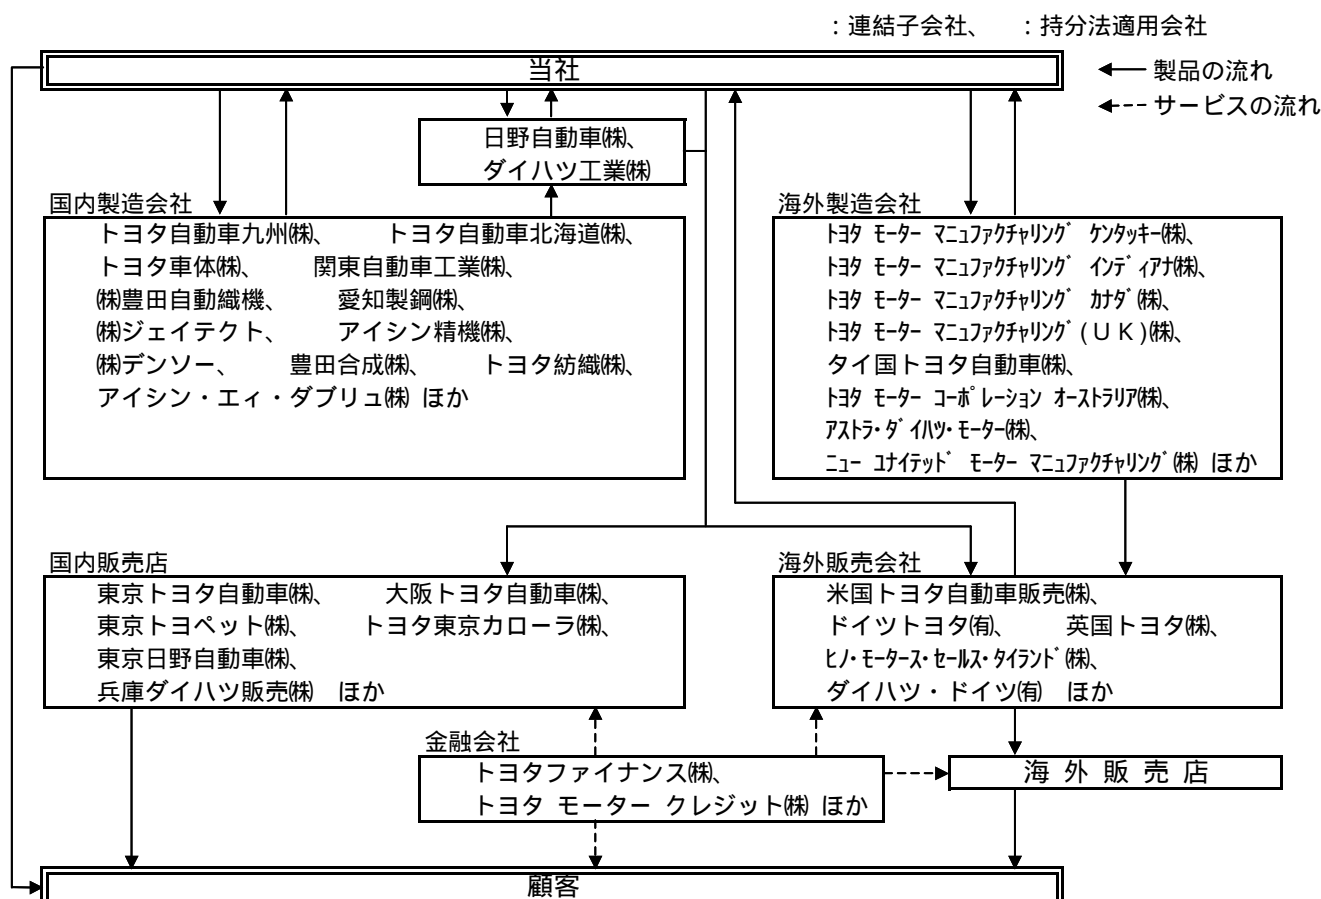 ：連結子会社、　：持分法適用会社
当社
製品の流れ
サービスの流れ
日野自動車㈱、
ダイハツ工業㈱
国内製造会社
トヨタ自動車九州㈱、　トヨタ自動車北海道㈱、
トヨタ車体㈱、　関東自動車工業㈱、
㈱豊田自動織機、　愛知製鋼㈱、
㈱ジェイテクト、　アイシン精機㈱、
㈱デンソー、　豊田合成㈱、　トヨタ紡織㈱、
アイシン・エィ・ダブリュ㈱ ほか
海外製造会社
ﾄﾖﾀ ﾓｰﾀｰ ﾏﾆｭﾌｧｸﾁｬﾘﾝｸﾞ ｹﾝﾀｯｷｰ㈱、
ﾄﾖﾀ ﾓｰﾀｰ ﾏﾆｭﾌｧｸﾁｬﾘﾝｸﾞ ｲﾝﾃﾞｨｱﾅ㈱、
ﾄﾖﾀ ﾓｰﾀｰ ﾏﾆｭﾌｧｸﾁｬﾘﾝｸﾞ ｶﾅﾀﾞ㈱、
ﾄﾖﾀ ﾓｰﾀｰ ﾏﾆｭﾌｧｸﾁｬﾘﾝｸﾞ(ＵＫ)㈱、
タイ国トヨタ自動車㈱、
ﾄﾖﾀ ﾓｰﾀｰ ｺｰﾎﾟﾚｰｼｮﾝ ｵｰｽﾄﾗﾘｱ㈱、
ｱｽﾄﾗ･ﾀﾞｲﾊﾂ･ﾓｰﾀｰ㈱、
ﾆｭｰ ﾕﾅｲﾃｯﾄﾞ ﾓｰﾀｰ ﾏﾆｭﾌｧｸﾁｬﾘﾝｸﾞ㈱ ほか
国内販売店
東京トヨタ自動車㈱、　大阪トヨタ自動車㈱、
東京トヨペット㈱、　トヨタ東京カローラ㈱、
東京日野自動車㈱、
兵庫ダイハツ販売㈱　ほか
海外販売会社
米国トヨタ自動車販売㈱、
ドイツトヨタ㈲、　英国トヨタ㈱、
ﾋﾉ･ﾓｰﾀｰｽ･ｾｰﾙｽ･ﾀｲﾗﾝﾄﾞ㈱、
ダイハツ・ドイツ㈲　ほか
金融会社
トヨタファイナンス㈱、
トヨタ モーター クレジット㈱ ほか
海 外 販 売 店
顧客